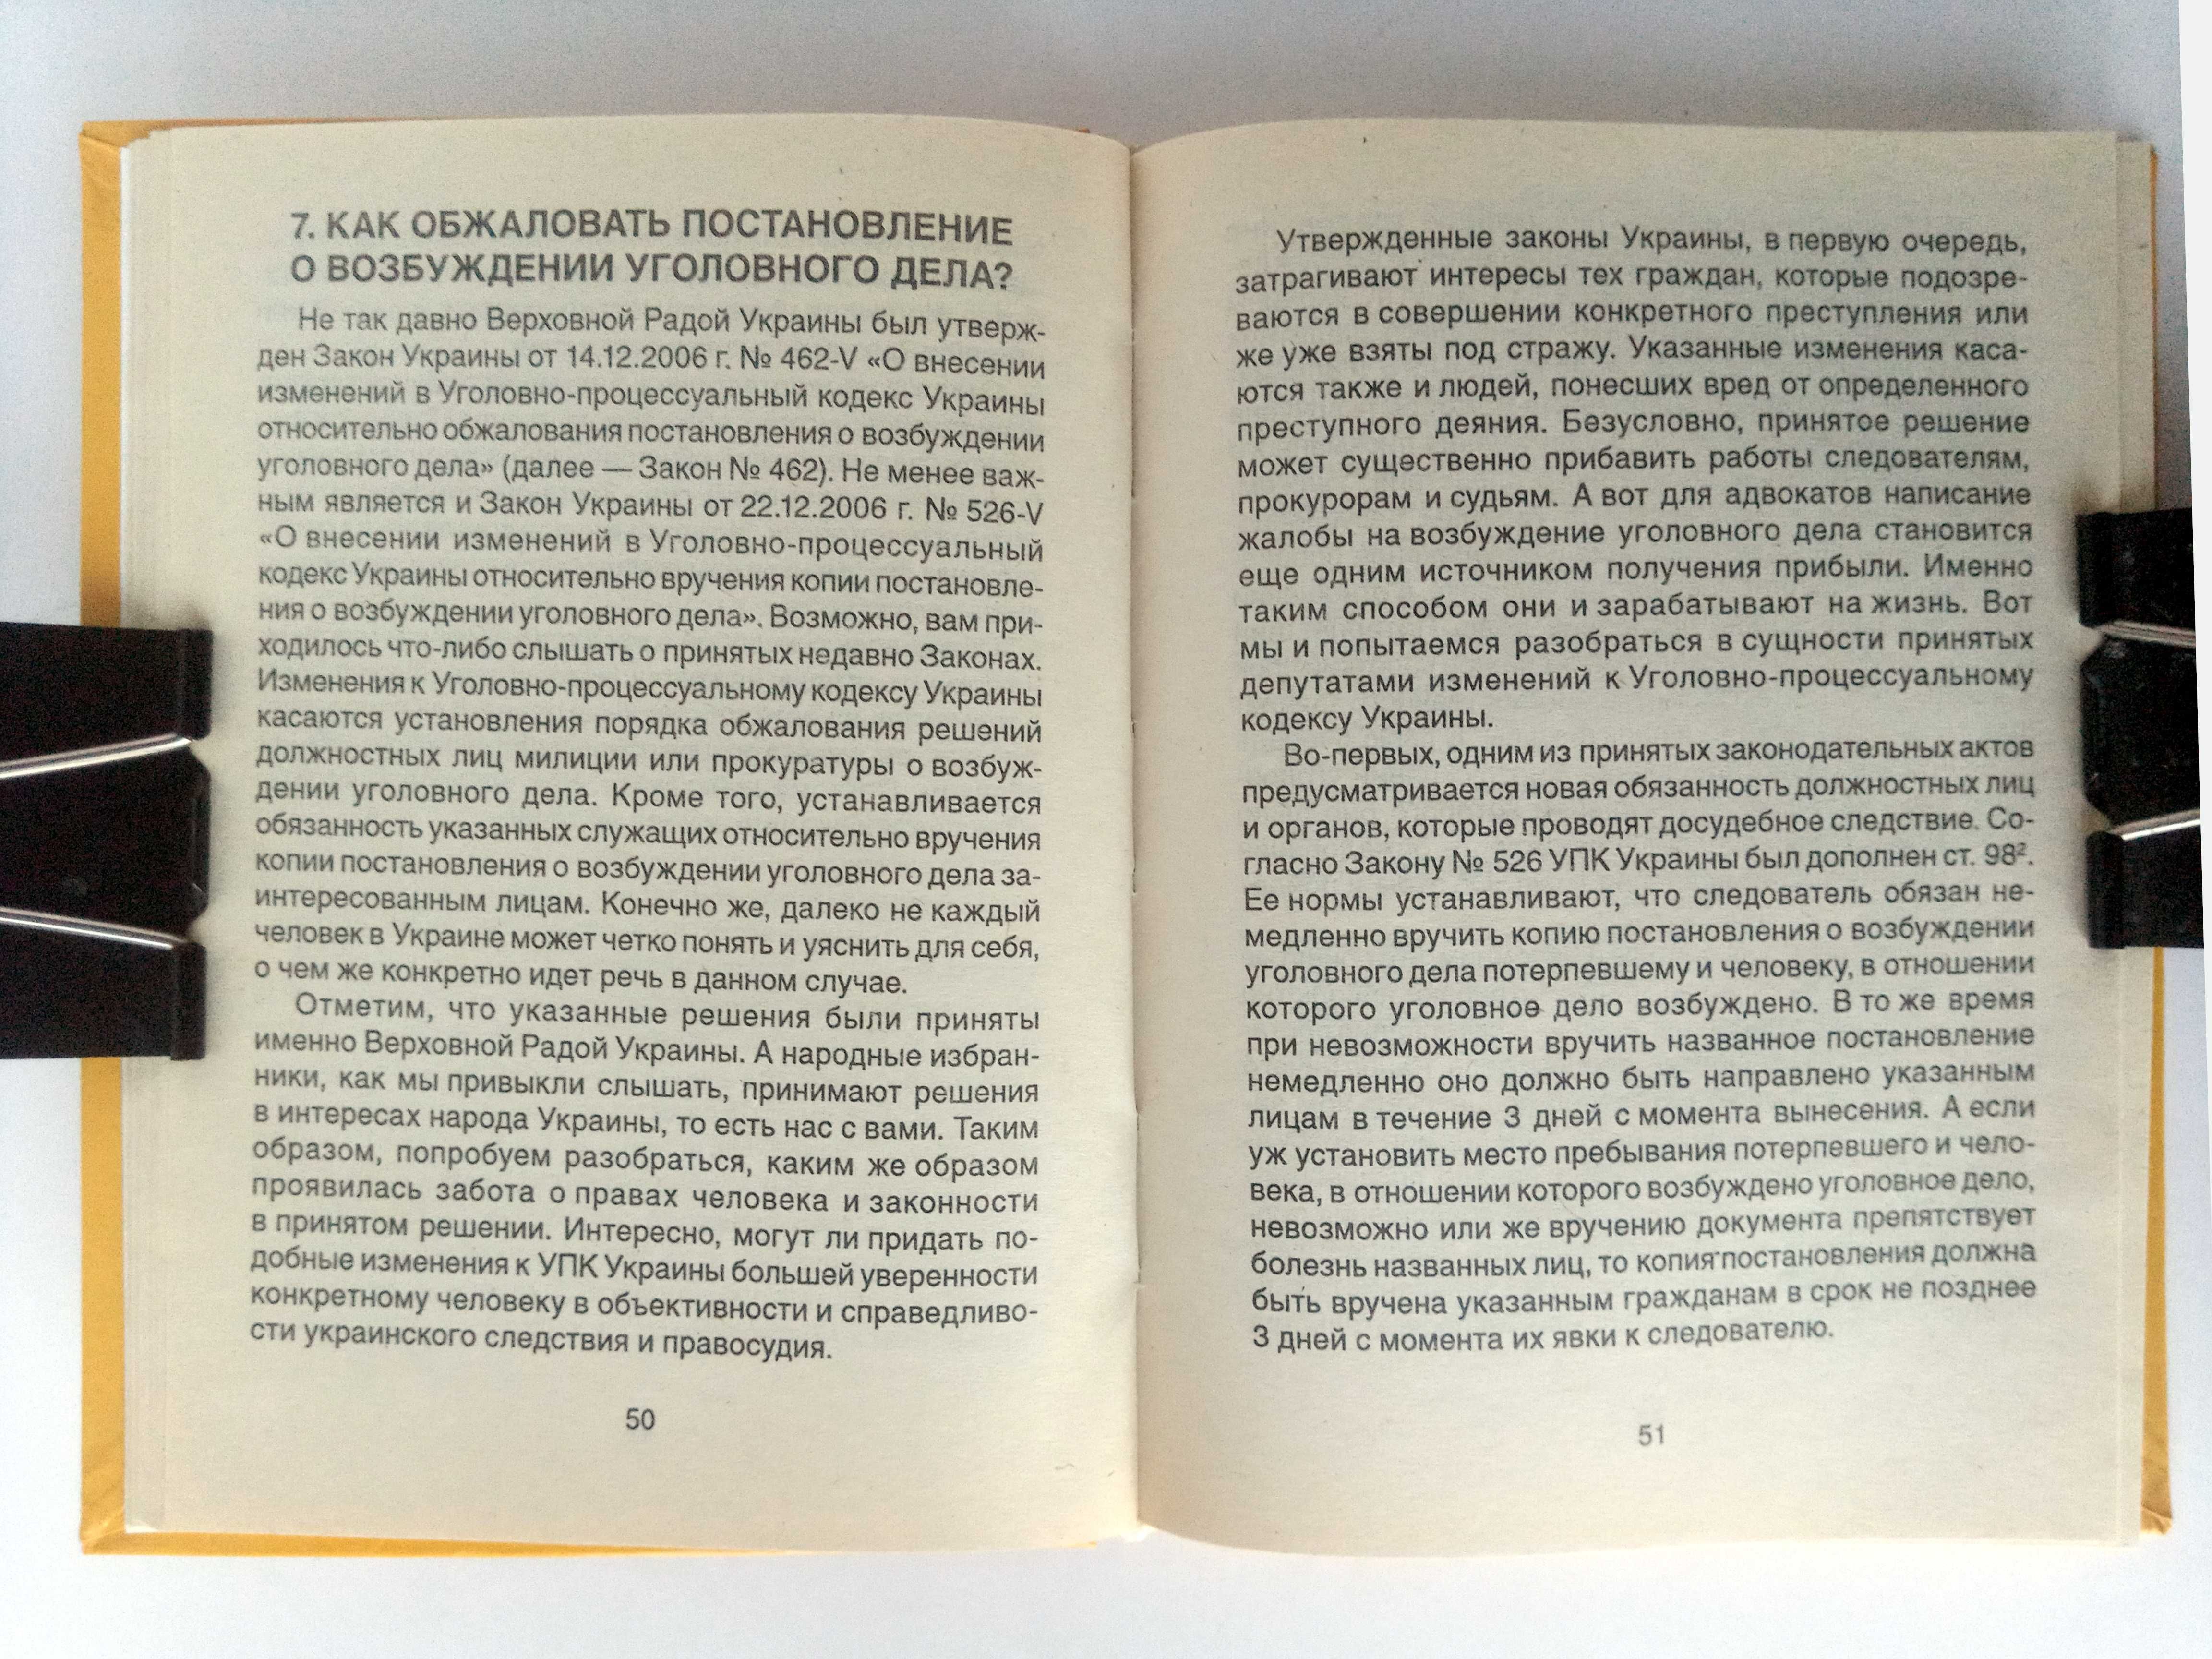 7. КАК ОБЖАЛОВАТЬ ПОСТАНОВЛЕНИЕ
О ВОЗБУЖДЕНИИ УГОЛОВНОГО ДЕЛА?
Не так давно Верховной Радой Украины был утверж-
ден Закон Украины от 14.12.2006 г. № 462-V «О внесении
изменений в Уголовно-процессуальный кодекс Украины
относительно обжалования постановления о возбуждении
уголовного дела» (далее — Закон № 462). Не менее важ-
ным является и Закон Украины от 22.12.2006 г. № 526-V
«О внесении изменений в Уголовно-процессуальный
кодекс Украины относительно вручения копии постановле-
ния о возбуждении уголовного дела». Возможно, вам при-
ходилось что-либо слышать о принятых недавно Законах.
Изменения к Уголовно-процессуальному кодексу Украины
касаются установления порядка обжалования решений
должностных лиц милиции или прокуратуры о возбуж-
дении уголовного дела. Кроме того, устанавливается
обязанность указанных служащих относительно вручения
копии постановления о возбуждении уголовного дела за-
интересованным лицам. Конечно же, далеко не каждый
человек в Украине может четко понять и уяснить для себя,
о чем же конкретно идет речь в данном случае.
Отметим, что указанные решения были приняты
именно Верховной Радой Украины. А народные избран-
ники, как мы привыкли слышать, принимают решения
в интересах народа Украины, то есть нас с вами. Таким
образом, попробуем разобраться, каким же образом
проявилась забота о правах человека и законности
в принятом решении. Интересно, могут ли придать по-
добные изменения к УПК Украины большей уверенности
конкретному человеку в объективности и справедливо-
сти украинского следствия и правосудия.
50
Утвержденные законы Украины, в первую очередь,
затрагивают интересы тех граждан, которые подозре-
ваются в совершении конкретного преступления или
же уже взяты под стражу. Указанные изменения каса-
ются также и людей, понесших вред от определенного
преступного деяния. Безусловно, принятое решение
может существенно прибавить работы следователям,
прокурорам и судьям. А вот для адвокатов написание
жалобы на возбуждение уголовного дела становится
еще одним источником получения прибыли. Именно
таким способом они и зарабатывают на жизнь. Вот
мы и попытаемся разобраться в сущности принятых
депутатами изменений к Уголовно-процессуальному
кодексу Украины.
Во-первых, одним из принятых законодательных актов
предусматривается новая обязанность должностных лиц
и органов, которые проводят досудебное следствие. Со-
гласно Закону № 526 УПК Украины был дополнен ст. 98².
Ее нормы устанавливают, что следователь обязан не-
медленно вручить копию постановления о возбуждении
уголовного дела потерпевшему и человеку, в отношении
которого уголовное дело возбуждено. В то же время
при невозможности вручить названное постановление
немедленно оно должно быть направлено указанным
лицам в течение 3 дней с момента вынесения. А если
уж установить место пребывания потерпевшего и чело-
века, в отношении которого возбуждено уголовное дело,
невозможно или же вручению документа препятствует
болезнь названных лиц, то копия постановления должна
быть вручена указанным гражданам в срок не позднее
3 дней с момента их явки к следователю.
51